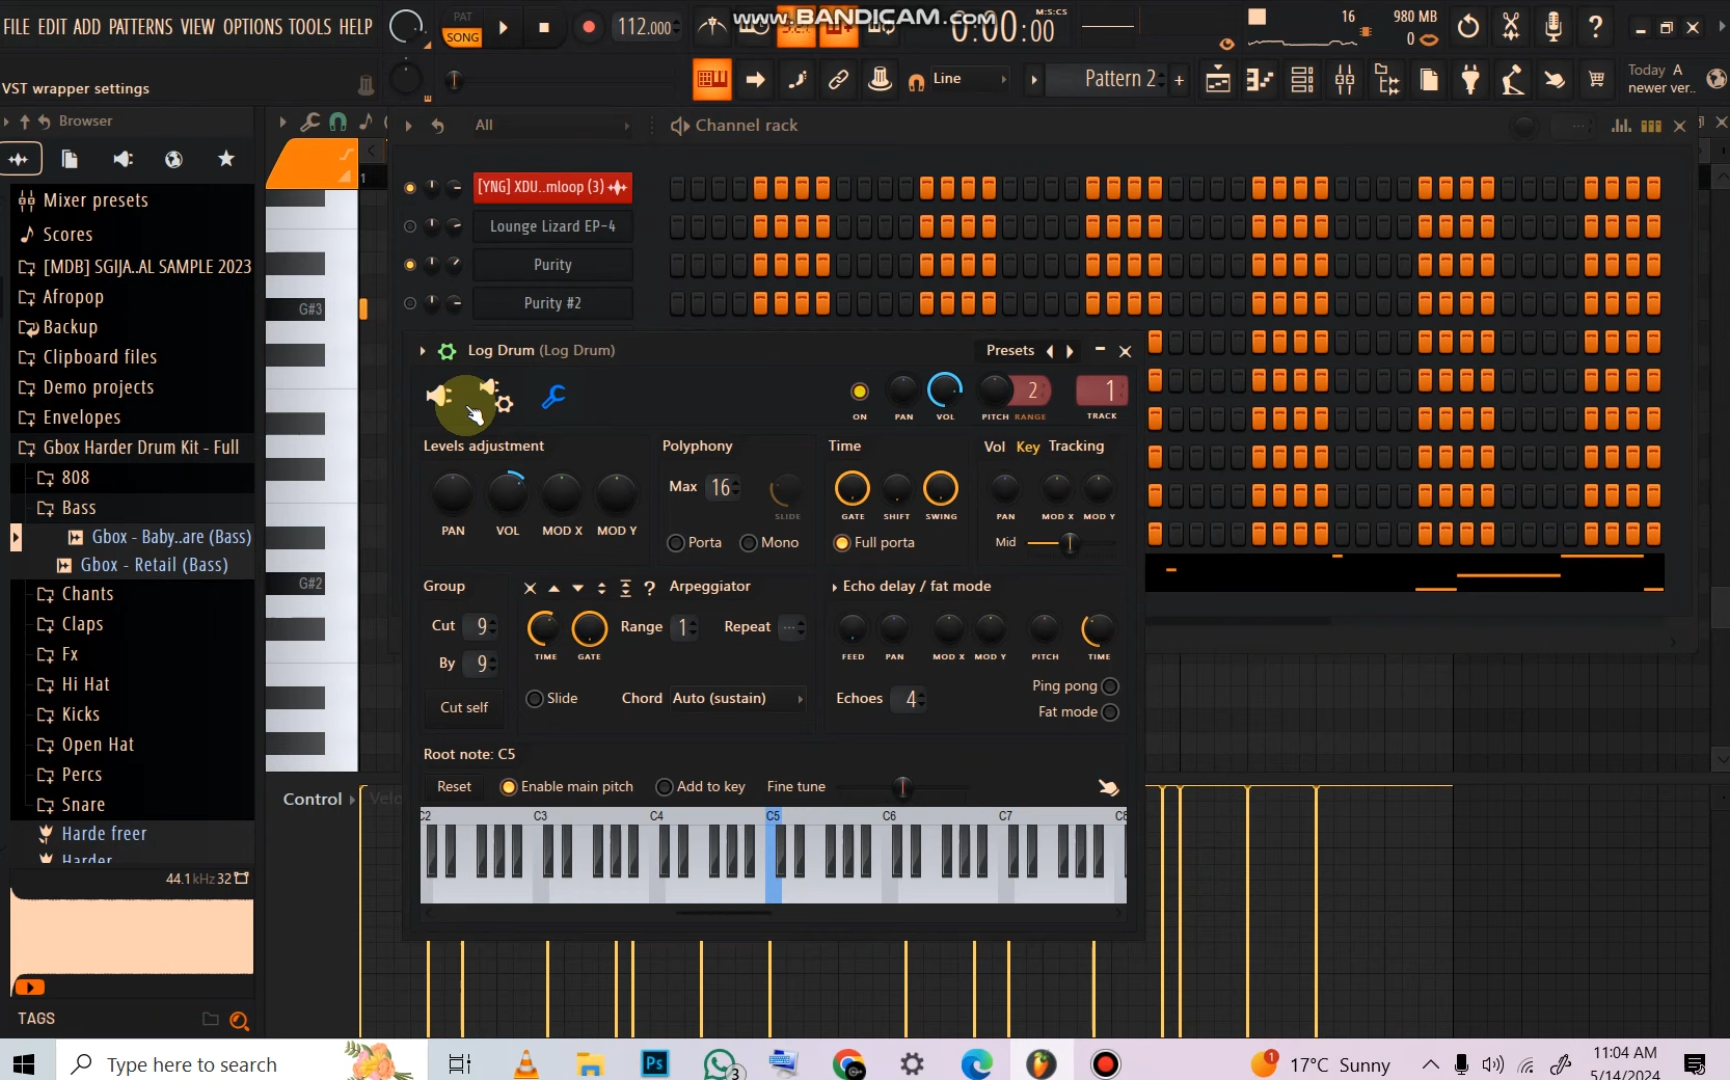 FILE EDIT ADD PATTERNS VIEW OPTIONS TOOLS HELP
PAT
SONG
112.000
www.BANDICAM.com
0:00:00
M:S:CS
16
980 MB
0
VST wrapper settings
Line
Pattern 2
Today A
newer ver..
Browser
All
Channel rack
Mixer presets
Scores
[MDB] SGIJA..AL SAMPLE 2023
Afropop
Backup
Clipboard files
Demo projects
Envelopes
Gbox Harder Drum Kit - Full
808
Bass
Gbox - Baby..are (Bass)
Gbox - Retail (Bass)
Chants
Claps
Fx
Hi Hat
Kicks
Open Hat
Percs
Snare
Harde freer
Harder
44.1 kHz 32
TAGS
1
G#3
G#2
Control
[YNG] XDU..mloop (3)
Lounge Lizard EP-4
Purity
Purity #2
Log Drum (Log Drum)
Presets
ON PAN VOL PITCH RANGE 2 1 TRACK
Levels adjustment
PAN VOL MOD X MOD Y
Polyphony
Max 16
SLIDE
Porta Mono
Time
GATE SHIFT SWING
Full porta
Vol Key Tracking
PAN MOD X MOD Y
Mid
Group
Cut 9
By 9
Cut self
? Arpeggiator
TIME GATE
Range 1 Repeat ...
Slide Chord Auto (sustain)
Echo delay / fat mode
FEED PAN MOD X MOD Y PITCH TIME
Echoes 4
Ping pong
Fat mode
Root note: C5
Reset Enable main pitch Add to key Fine tune
C2 C3 C4 C5 C6 C7
Type here to search
Ps
3
1
17°C Sunny
11:04 AM
5/14/2024